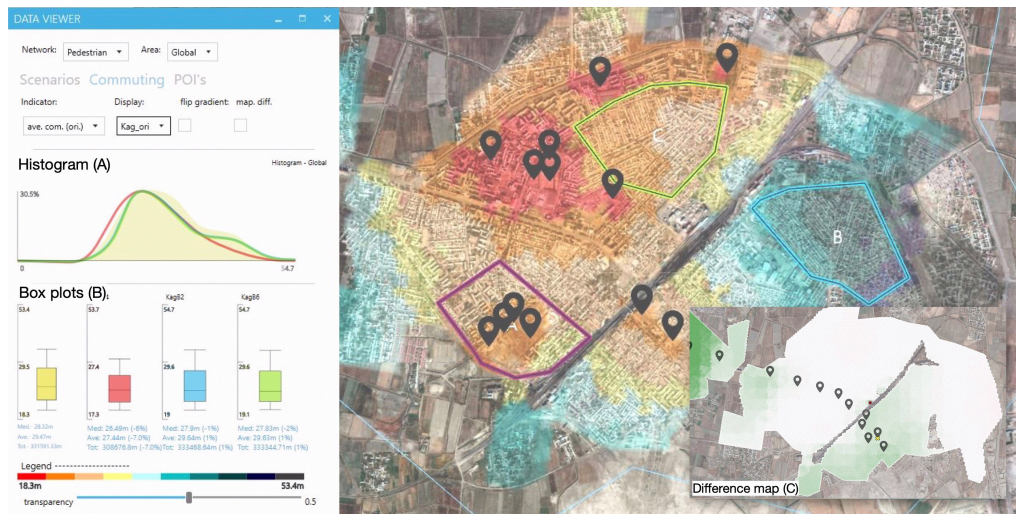 DATA VIEWER
Network: Pedestrian Area: Global
Scenarios Commuting POI's
Indicator: Display: flip gradient: map. diff.
ave. com. (ori.) Kag_ori
Histogram (A) Histogram - Global
30.5%
0 54.7
Box plots (B)
KagB2 KagB6
53.4 53.7 54.7 54.7
29.5 27.4 29.6 29.6
18.3 17.3 19 19.1
Med: 28.32m Med: 26.49m (-6%) Med: 27.9m (-1%) Med: 27.83m (-2%)
Ave: 29.47m Ave: 27.44m (-7.0%) Ave: 29.64m (1%) Ave: 29.63m (1%)
Tot: 308676.8m (-7.0%) Tot: 333468.64m (1%) Tot: 333344.71m (1%)
Legend
18.3m 53.4m
transparency 0.5
C
B
A
Difference map (C)